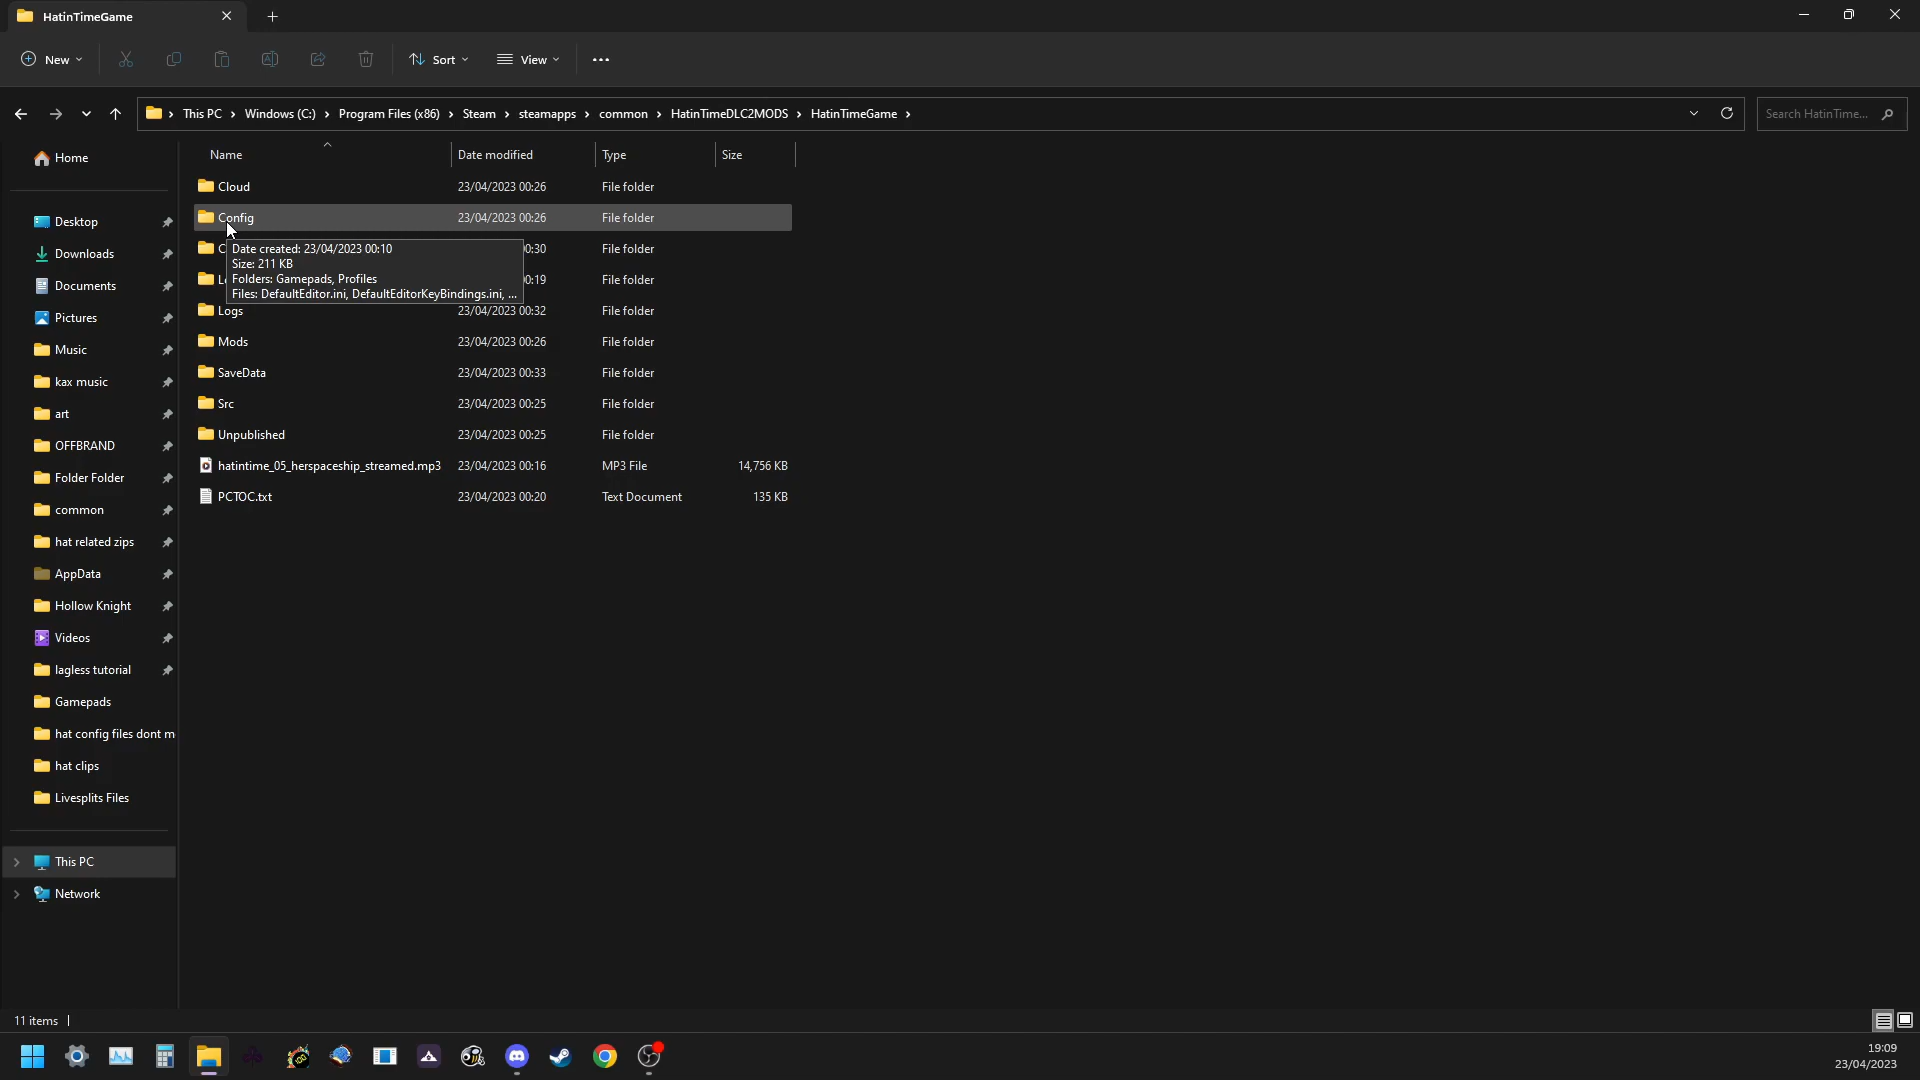 HatinTimeGame
New
Sort
View
This PC > Windows (C:) > Program Files (x86) > Steam > steamapps > common > HatinTimeDLC2MODS > HatinTimeGame >
Search HatinTime...
Home
Desktop
Downloads
Documents
Pictures
Music
kax music
art
OFFBRAND
Folder Folder
common
hat related zips
AppData
Hollow Knight
Videos
lagless tutorial
Gamepads
hat config files dont m
hat clips
Livesplits Files
This PC
Network
Name Date modified Type Size
Cloud 23/04/2023 00:26 File folder
Config 23/04/2023 00:26 File folder
C 0:30 File folder
Date created: 23/04/2023 00:10
Size: 211 KB
Folders: Gamepads, Profiles
Files: DefaultEditor.ini, DefaultEditorKeyBindings.ini, ...
0:19 File folder
Logs 23/04/2023 00:32 File folder
Mods 23/04/2023 00:26 File folder
SaveData 23/04/2023 00:33 File folder
Src 23/04/2023 00:25 File folder
Unpublished 23/04/2023 00:25 File folder
hatintime_05_herspaceship_streamed.mp3 23/04/2023 00:16 MP3 File 14,756 KB
PCTOC.txt 23/04/2023 00:20 Text Document 135 KB
11 items
19:09
23/04/2023